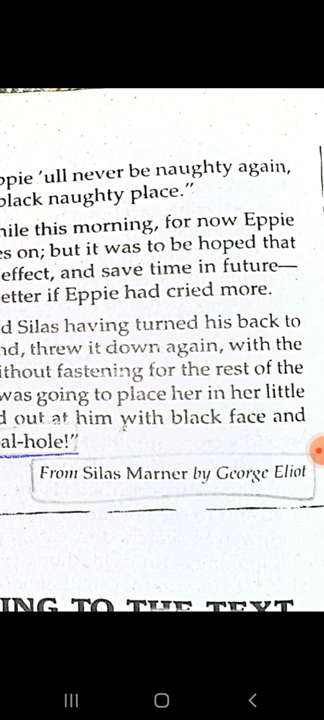 ppie 'ull never be naughty again,
black naughty place."
hile this morning, for now Eppie
es on; but it was to be hoped that
effect, and save time in future—
etter if Eppie had cried more.
d Silas having turned his back to
nd, threw it down again, with the
ithout fastening for the rest of the
was going to place her in her little
d out at him with black face and
al-hole!"
From Silas Marner by George Eliot
ING TO THE TEXT